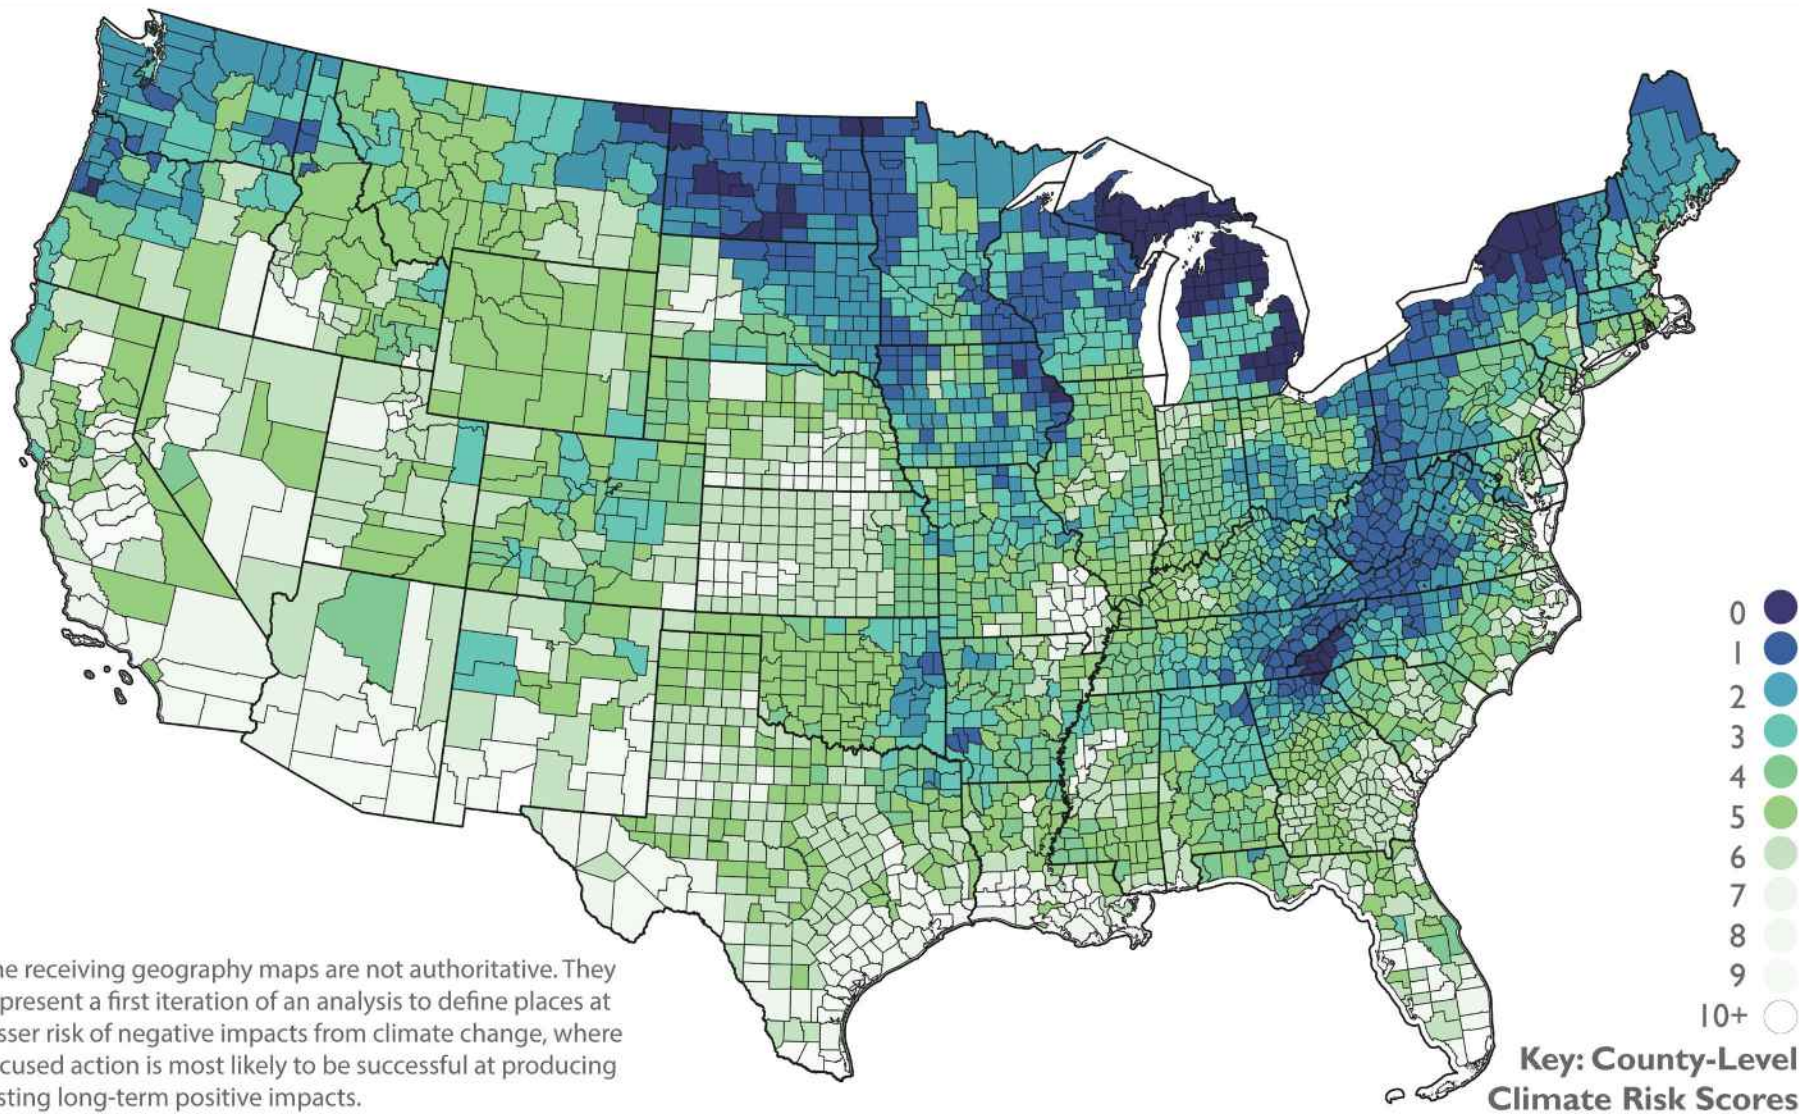 0
1
2
3
4
5
6
7
8
9
10+
he receiving geography maps are not authoritative. They
present a first iteration of an analysis to define places at
sser risk of negative impacts from climate change, where
cused action is most likely to be successful at producing
sting long-term positive impacts.
Key: County-Level
Climate Risk Scores